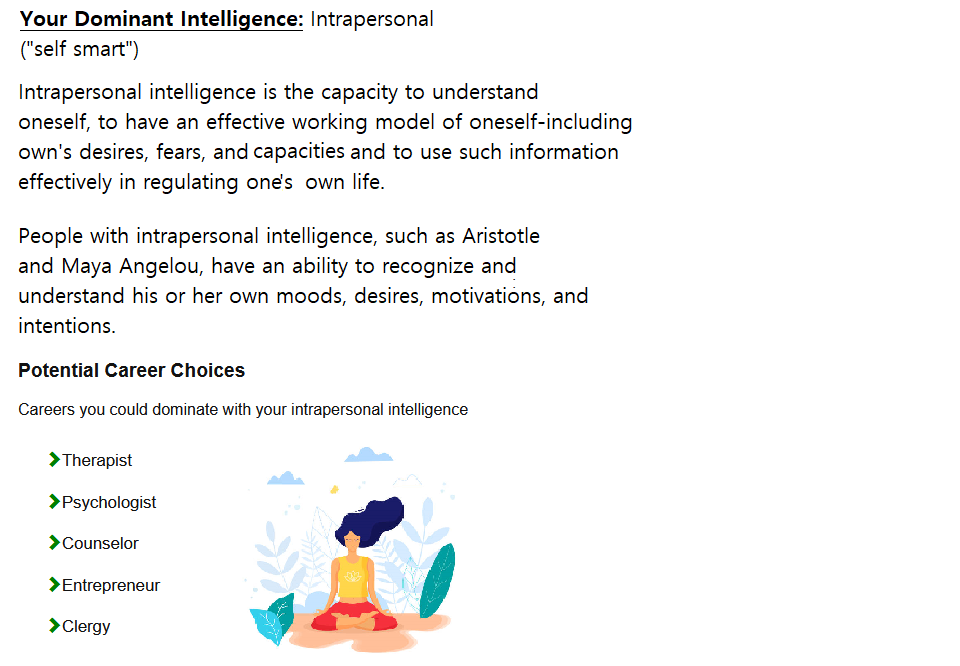 Your Dominant Intelligence: Intrapersonal
("self smart")
Intrapersonal intelligence is the capacity to understand
oneself, to have an effective working model of oneself-including
own's desires, fears, and capacities and to use such information
effectively in regulating one's own life.
People with intrapersonal intelligence, such as Aristotle
and Maya Angelou, have an ability to recognize and
understand his or her own moods, desires, motivations, and
intentions.
Potential Career Choices
Careers you could dominate with your intrapersonal intelligence
Therapist
Psychologist
Counselor
Entrepreneur
Clergy